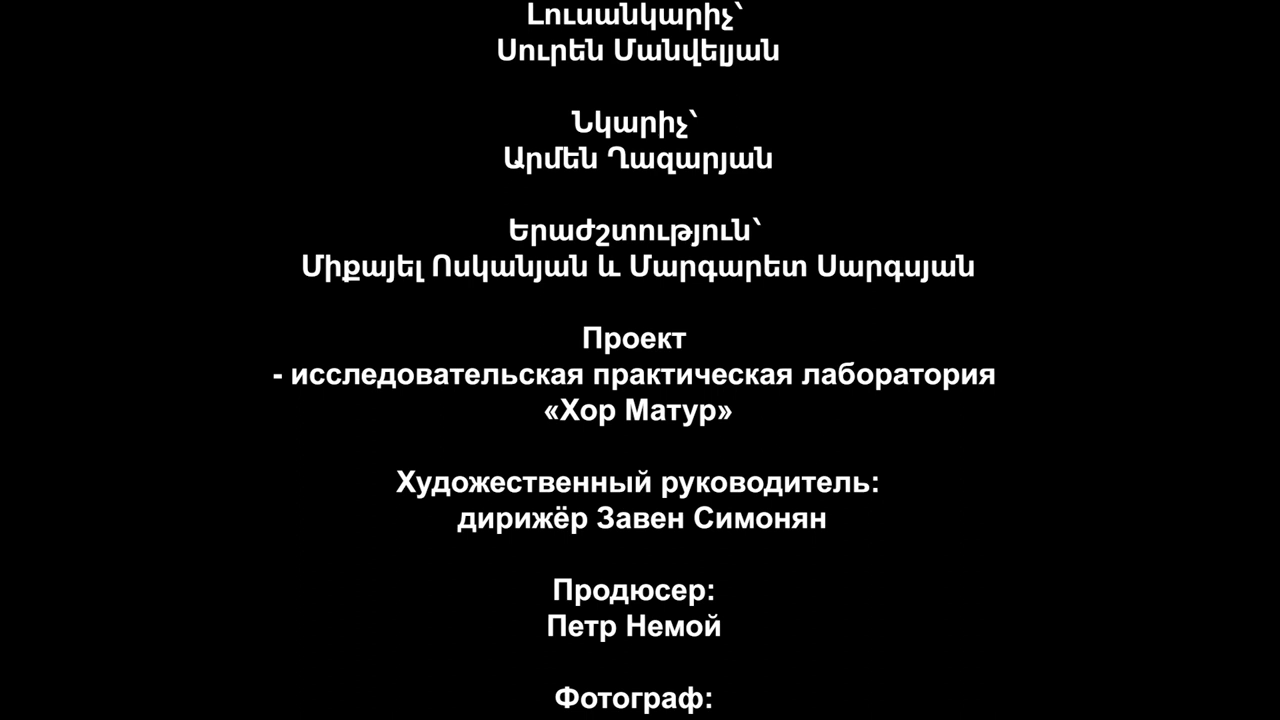 Լուսանկարիչ՝
Սուրեն Մանվելյան
Նկարիչ՝
Արմեն Ղազարյան
Երաժշտություն՝
Միքայել Ոսկանյան և Մարգարետ Սարգսյան
Проект
- исследовательская практическая лаборатория
«Хор Матур»
Художественный руководитель:
дирижёр Завен Симонян
Продюсер:
Петр Немой
Фотограф: